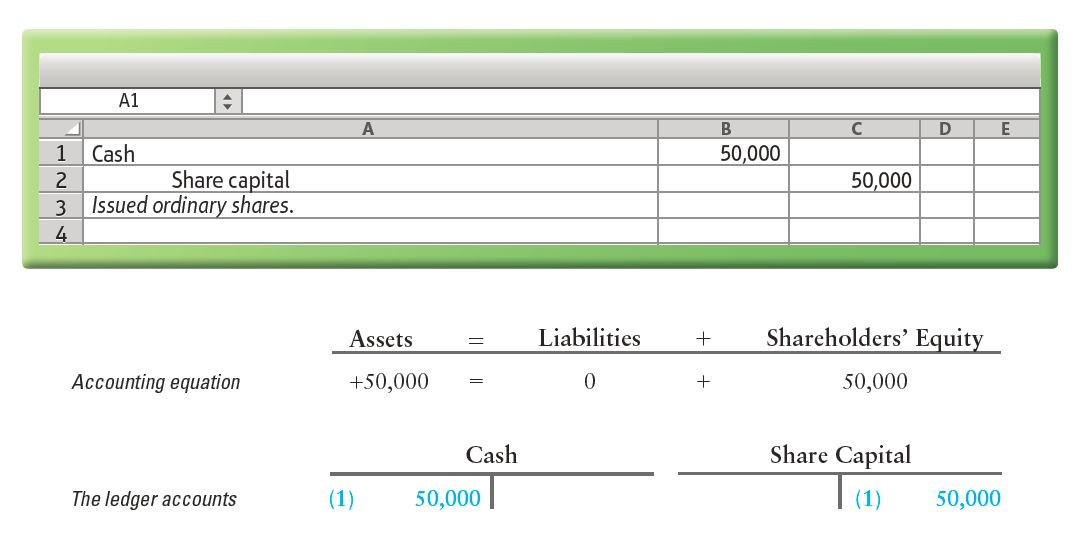 A1
A B C D E
1 Cash 50,000
2 Share capital 50,000
3 Issued ordinary shares.
4
Assets = Liabilities + Shareholders’ Equity
Accounting equation +50,000 = 0 + 50,000
Cash Share Capital
The ledger accounts (1) 50,000 (1) 50,000